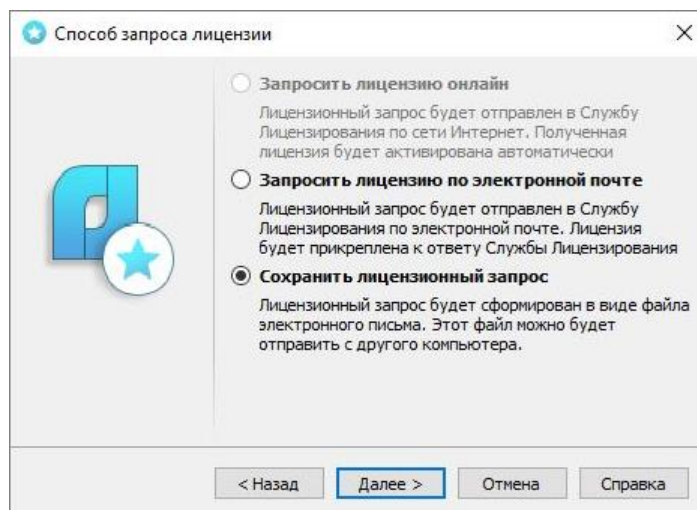 Способ запроса лицензии
Запросить лицензию онлайн
Лицензионный запрос будет отправлен в Службу
Лицензирования по сети Интернет. Полученная
лицензия будет активирована автоматически
Запросить лицензию по электронной почте
Лицензионный запрос будет отправлен в Службу
Лицензирования по электронной почте. Лицензия
будет прикреплена к ответу Службы Лицензирования
Сохранить лицензионный запрос
Лицензионный запрос будет сформирован в виде файла
электронного письма. Этот файл можно будет
отправить с другого компьютера.
< Назад Далее > Отмена Справка